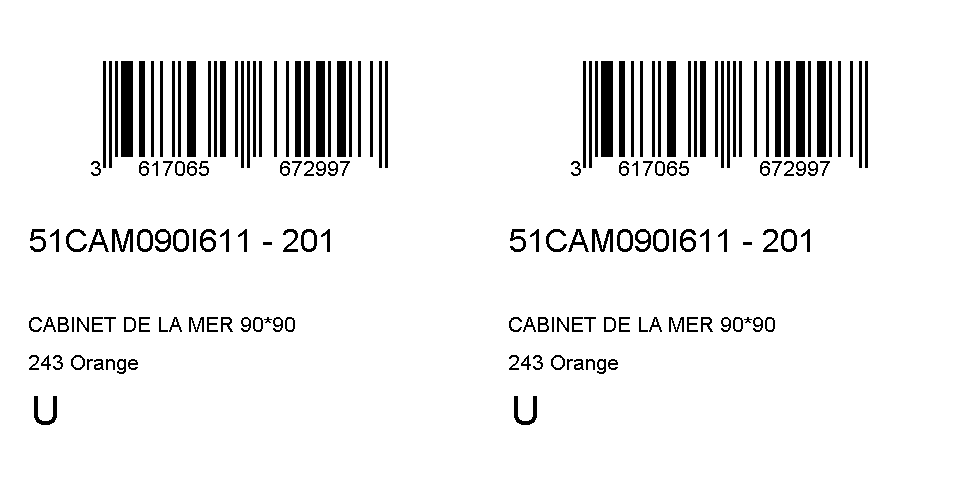 3 617065 672997
51CAM090I611 - 201
CABINET DE LA MER 90*90
243 Orange
U
3 617065 672997
51CAM090I611 - 201
CABINET DE LA MER 90*90
243 Orange
U